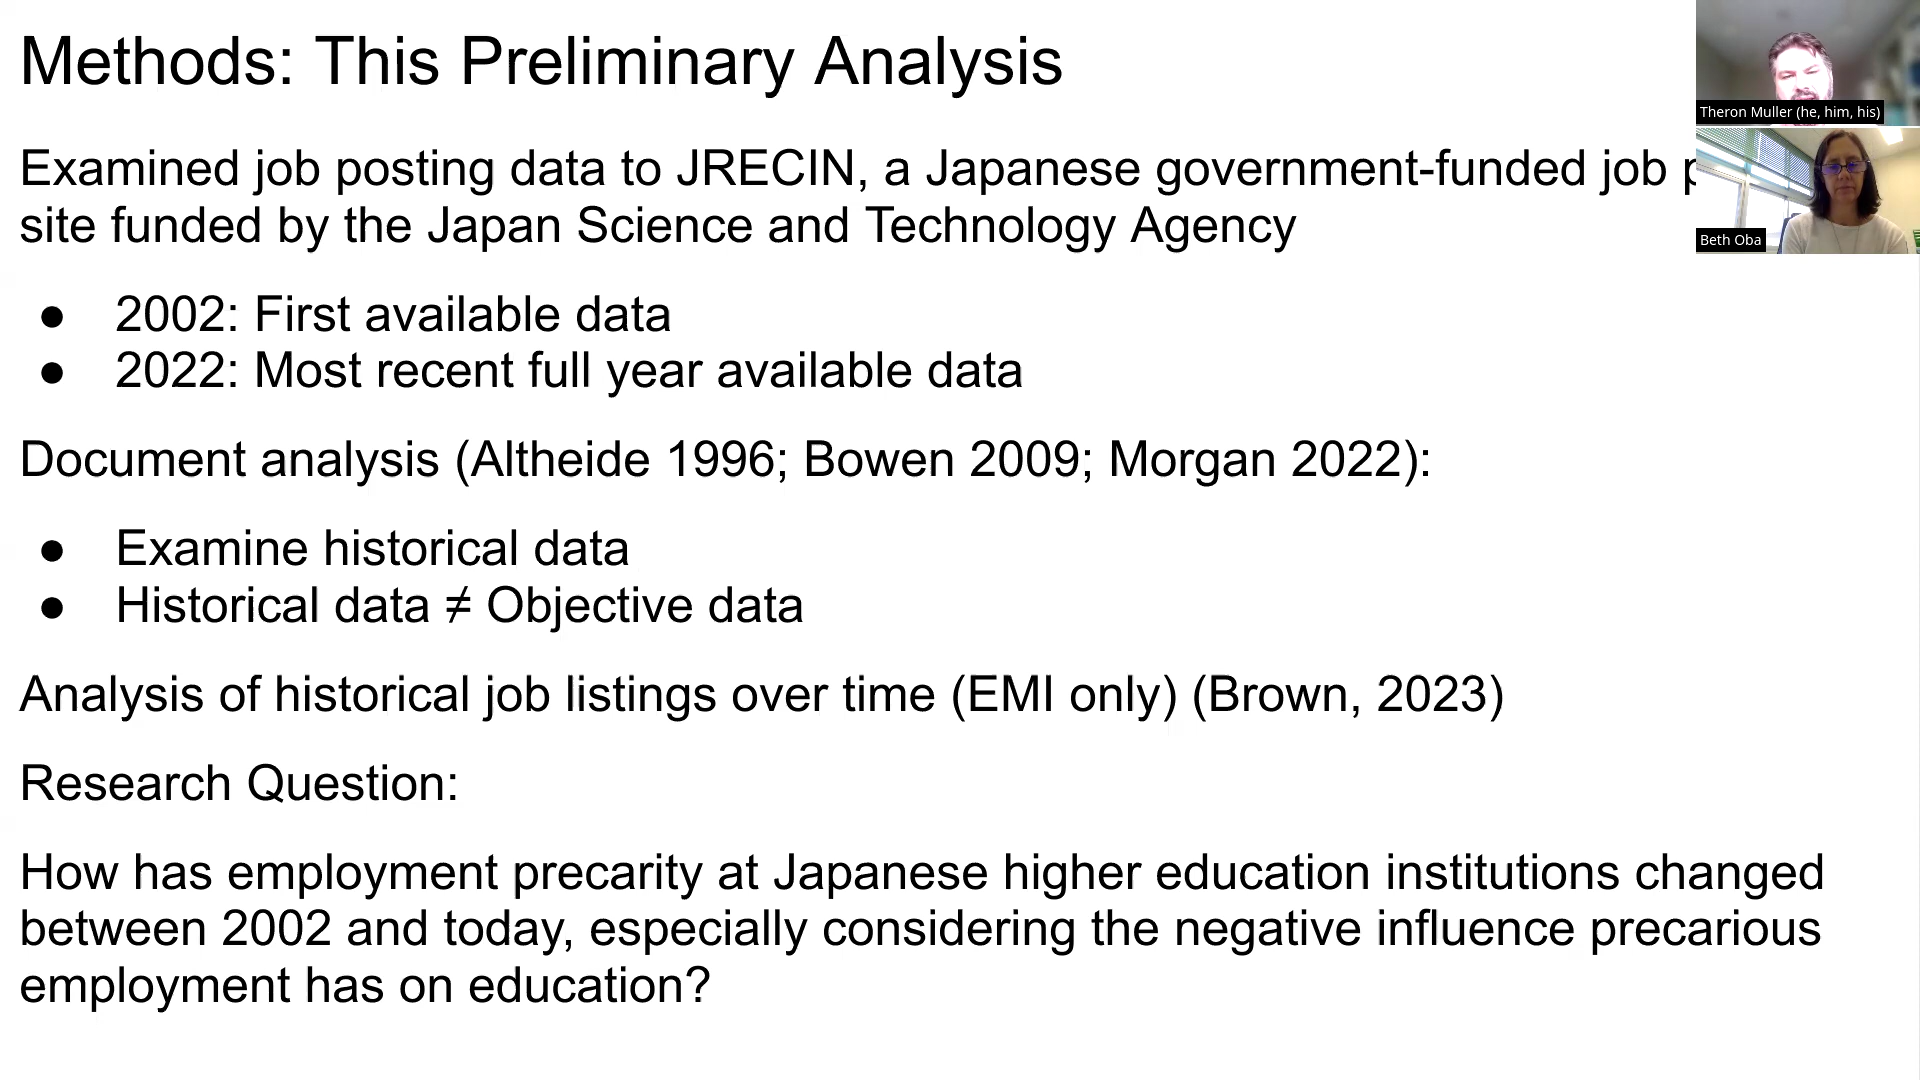 Methods: This Preliminary Analysis
Examined job posting data to JRECIN, a Japanese government-funded job
site funded by the Japan Science and Technology Agency
● 2002: First available data
● 2022: Most recent full year available data
Document analysis (Altheide 1996; Bowen 2009; Morgan 2022):
● Examine historical data
● Historical data ≠ Objective data
Analysis of historical job listings over time (EMI only) (Brown, 2023)
Research Question:
How has employment precarity at Japanese higher education institutions changed
between 2002 and today, especially considering the negative influence precarious
employment has on education?
Theron Muller (he, him, his)
Beth Oba